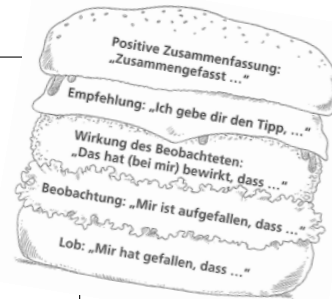 Positive Zusammenfassung:
„Zusammengefasst …“
Empfehlung: „Ich gebe dir den Tipp, …“
Wirkung des Beobachteten:
„Das hat (bei mir) bewirkt, dass …“
Beobachtung: „Mir ist aufgefallen, dass …“
Lob: „Mir hat gefallen, dass …“